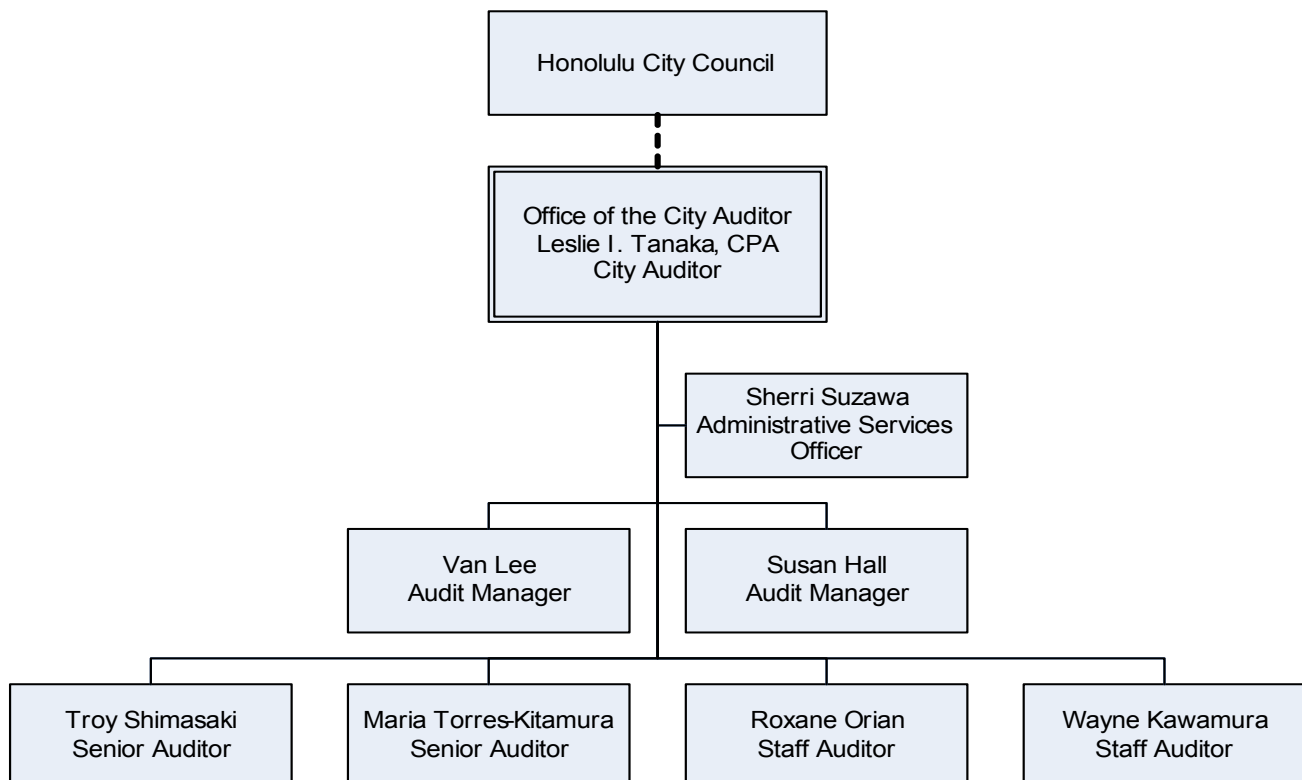 Honolulu City Council
Office of the City Auditor
Leslie I. Tanaka, CPA
City Auditor
Sherri Suzawa
Administrative Services
Officer
Van Lee
Audit Manager
Susan Hall
Audit Manager
Troy Shimasaki
Senior Auditor
Maria Torres-Kitamura
Senior Auditor
Roxane Orian
Staff Auditor
Wayne Kawamura
Staff Auditor